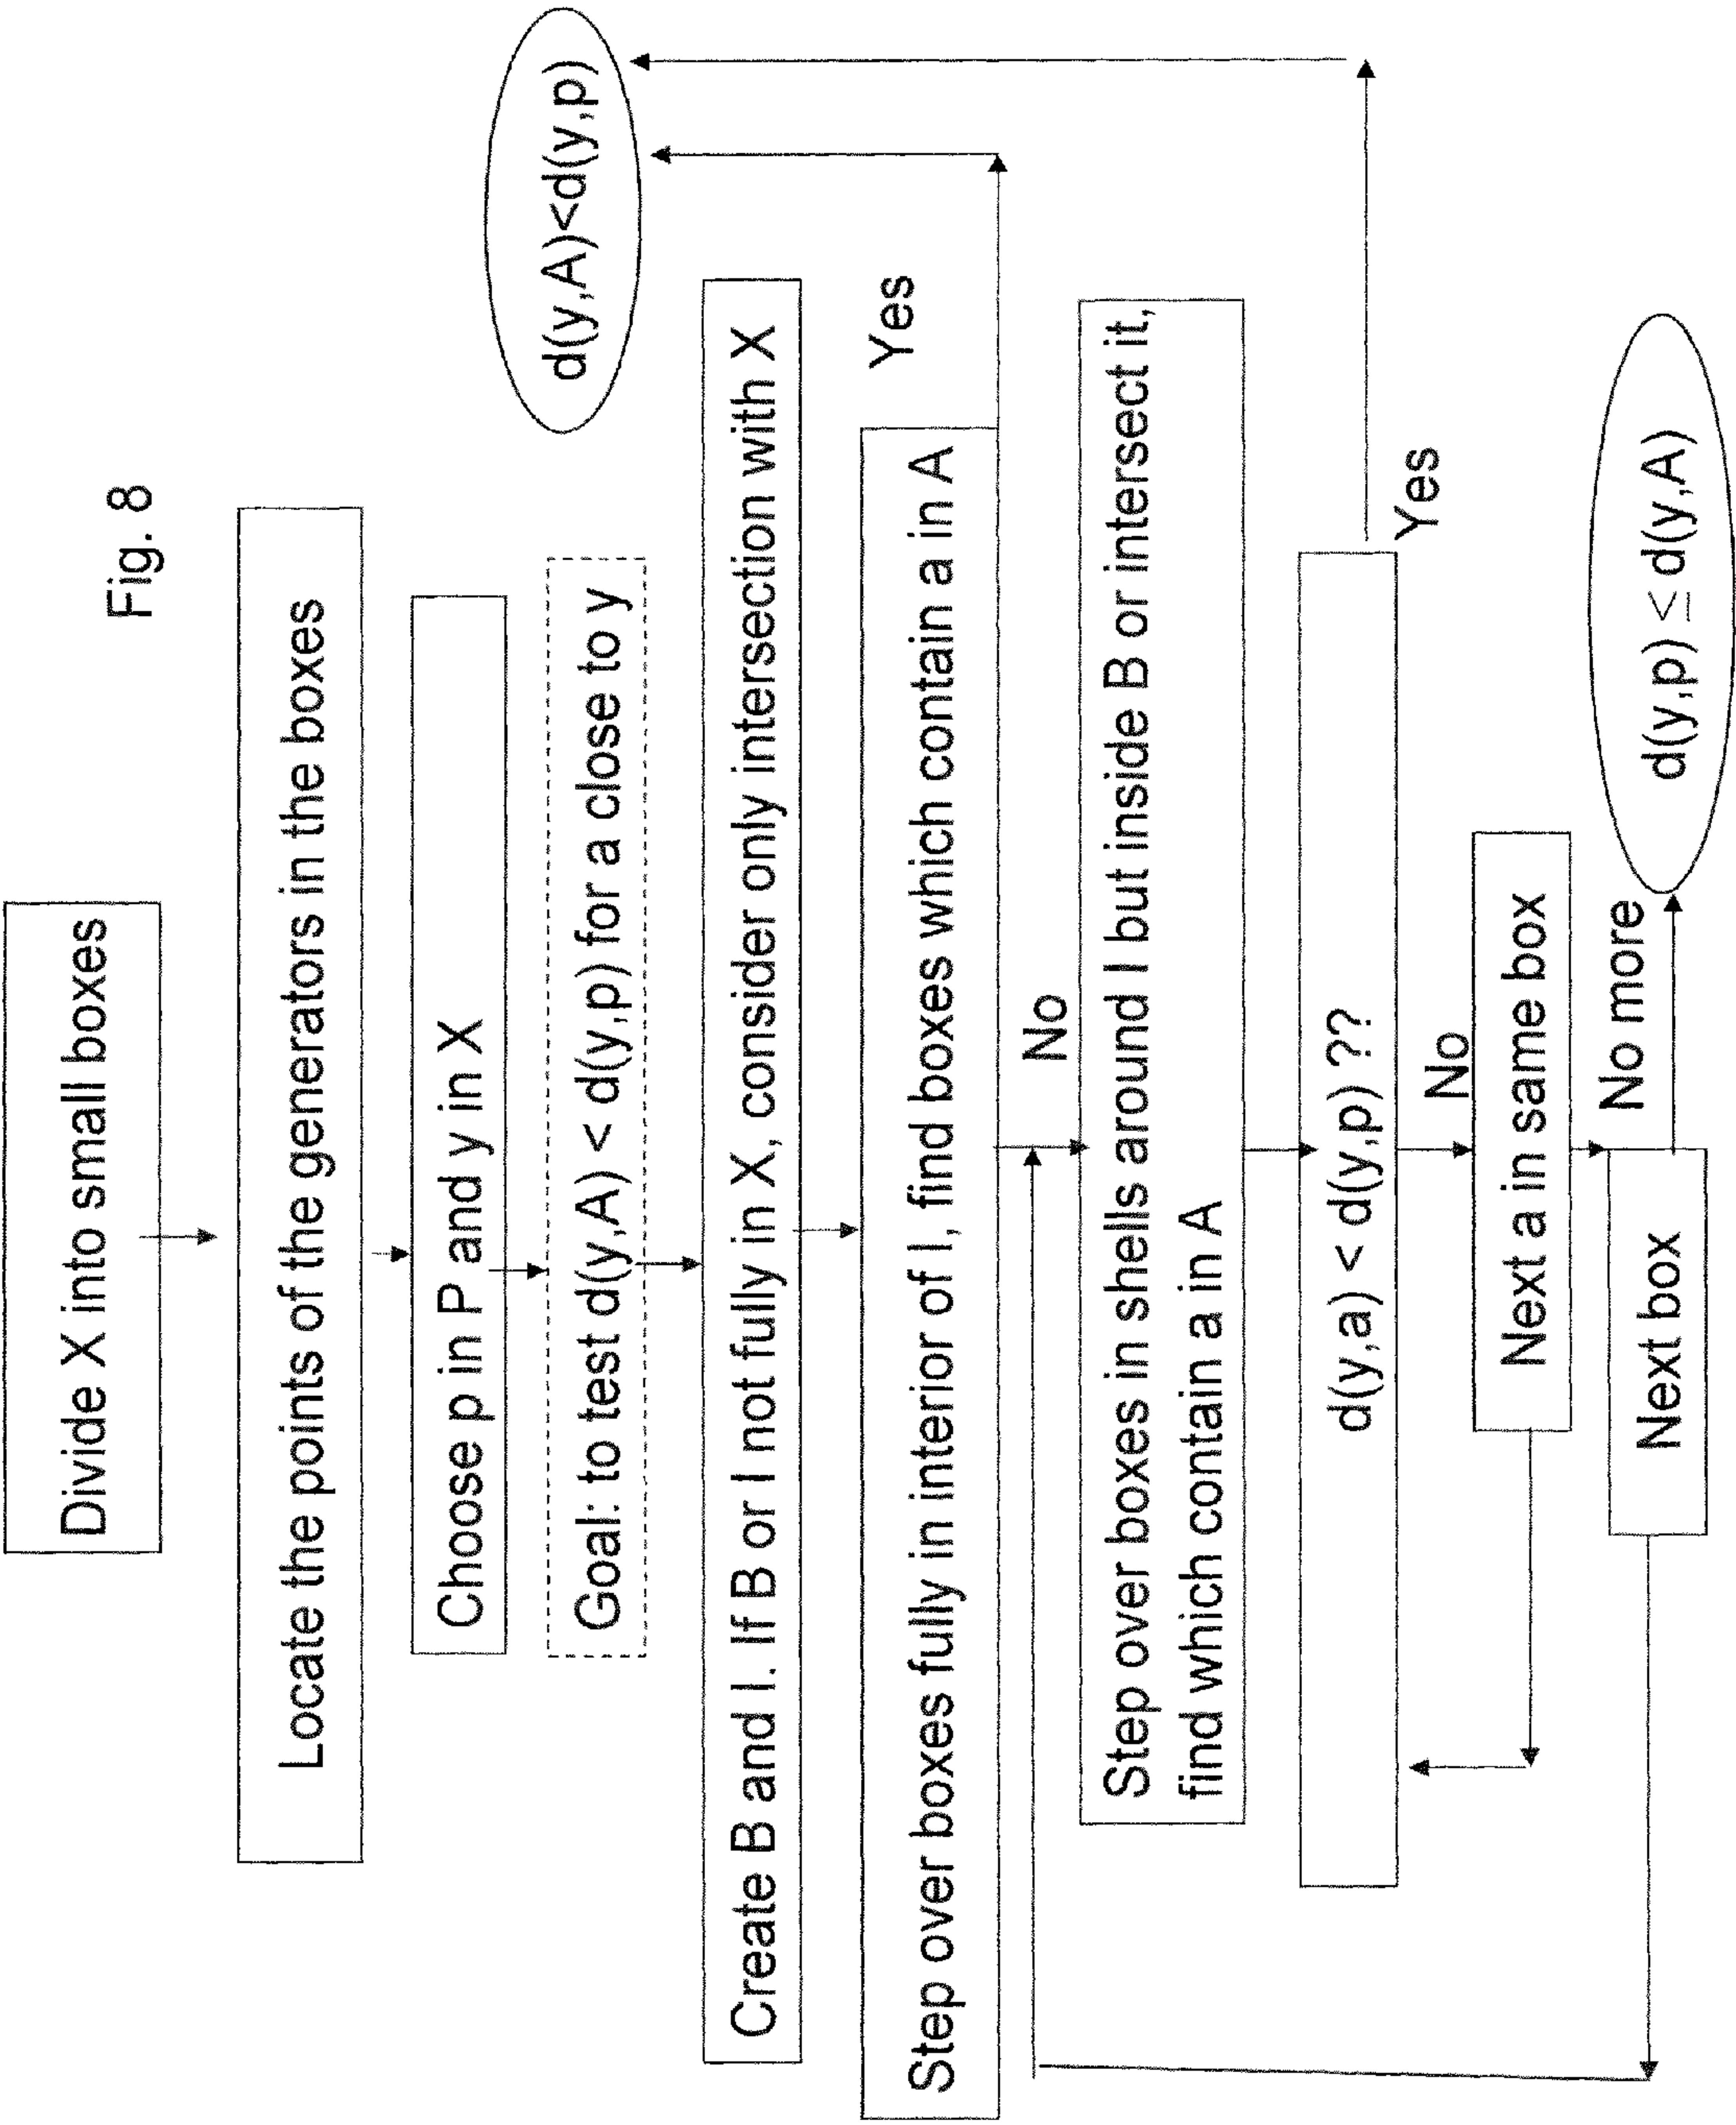 Fig. 8
Divide X into small boxes
Locate the points of the generators in the boxes
Choose p in P and y in X
Goal: to test d(y,A) < d(y,p) for a close to y
d(y,A)<d(y,p)
Create B and I. If B or I not fully in X, consider only intersection with X
Step over boxes fully in interior of I, find boxes which contain a in A
Yes
No
Step over boxes in shells around I but inside B or intersect it,
find which contain a in A
d(y,a) < d(y,p) ??
Yes
No
Next a in same box
No more
Next box
d(y,p) ≤ d(y,A)